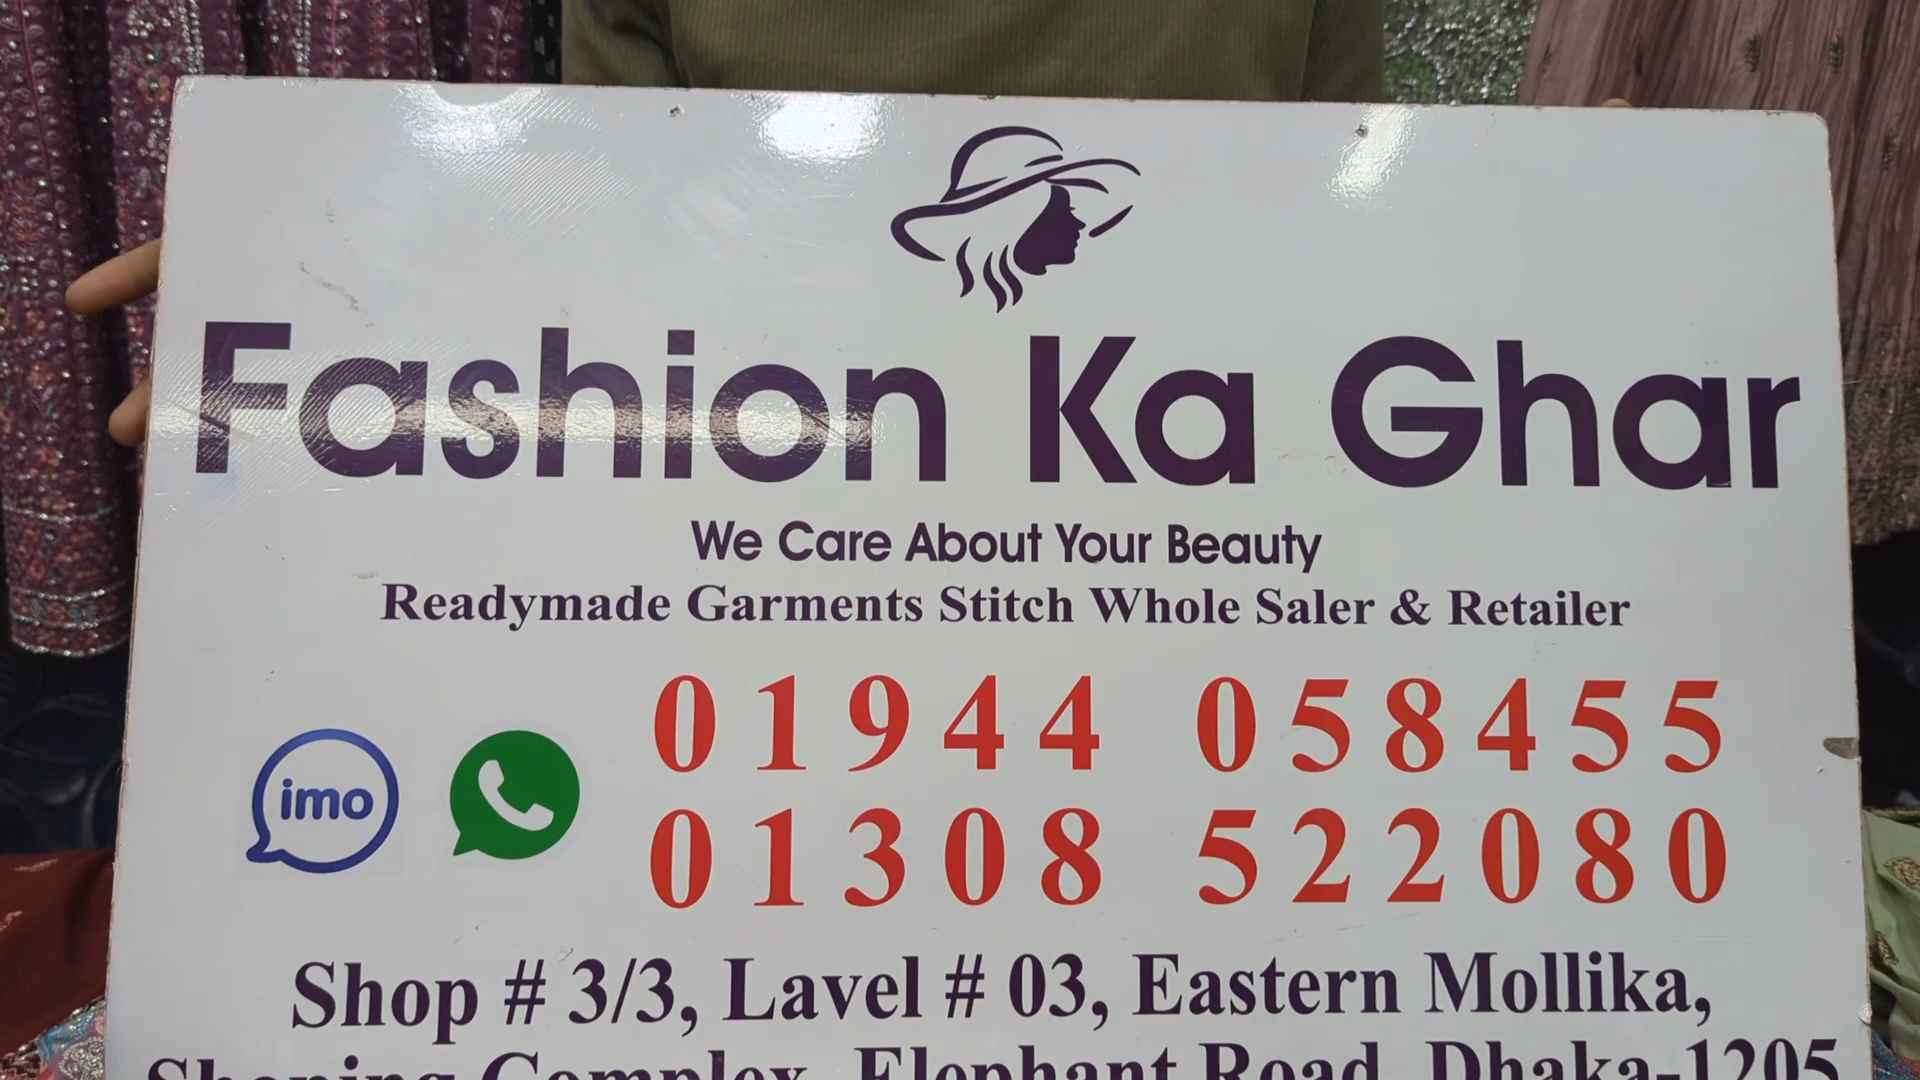 Fashion Ka Ghar
We Care About Your Beauty
Readymade Garments Stitch Whole Saler & Retailer
01944 058455
imo
01308 522080
Shop # 3/3, Lavel # 03, Eastern Mollika,
Shoping Complex, Elephant Road, Dhaka-1205